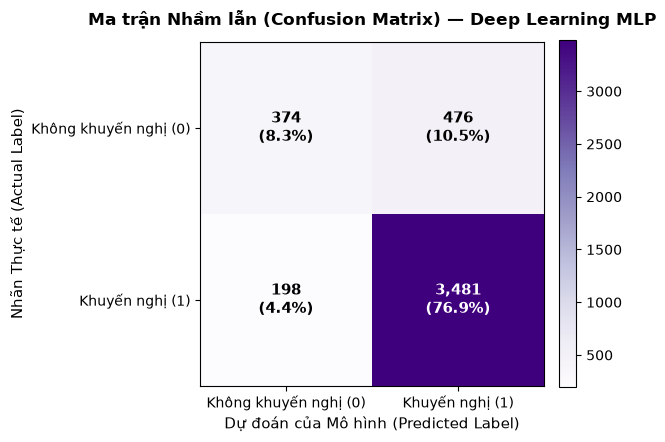 Ma trận Nhầm lẫn (Confusion Matrix) — Deep Learning MLP
Nhãn Thực tế (Actual Label)
Không khuyến nghị (0)
374
(8.3%)
476
(10.5%)
Khuyến nghị (1)
198
(4.4%)
3,481
(76.9%)
Không khuyến nghị (0)
Khuyến nghị (1)
Dự đoán của Mô hình (Predicted Label)
3000
2500
2000
1500
1000
500